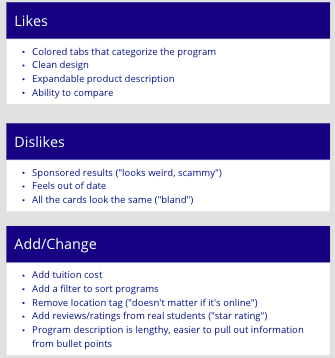 Likes
• Colored tabs that categorize the program
• Clean design
• Expandable product description
• Ability to compare
Dislikes
• Sponsored results ("looks weird, scammy")
• Feels out of date
• All the cards look the same ("bland")
Add/Change
• Add tuition cost
• Add a filter to sort programs
• Remove location tag ("doesn't matter if it's online")
• Add reviews/ratings from real students ("star rating")
• Program description is lengthy, easier to pull out information
from bullet points